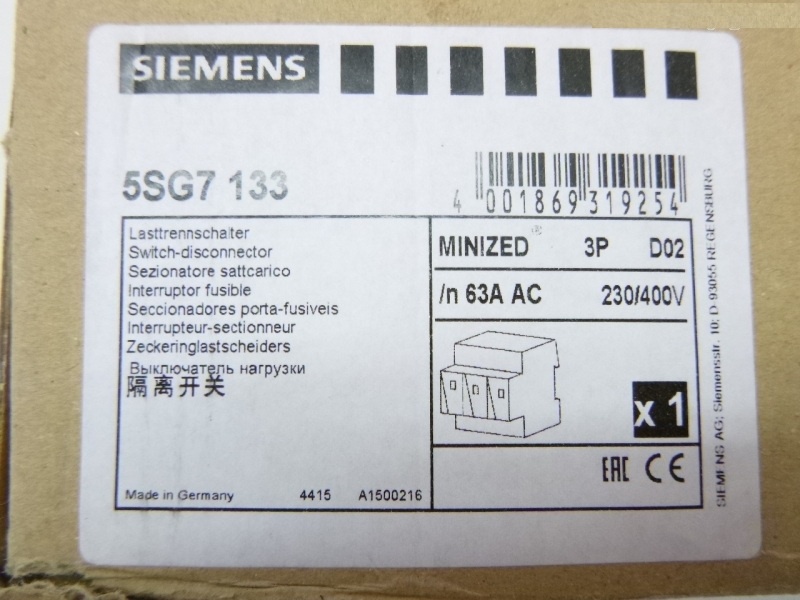 SIEMENS
5SG7 133
4 001869 319254
Lasttrennschalter
Switch-disconnector
Sezionatore sattcarico
Interruptor fusible
Seccionadores porta-fusiveis
Interrupteur-sectionneur
Zeckeringlastscheiders
Выключатель нагрузки
隔离开关
Made in Germany 4415 A1500216
MINIZED® 3P D02
In 63A AC 230/400V
x 1
EAC CE
SIEMENS AG; Siemensstr. 10; D-93055 REGENSBURG